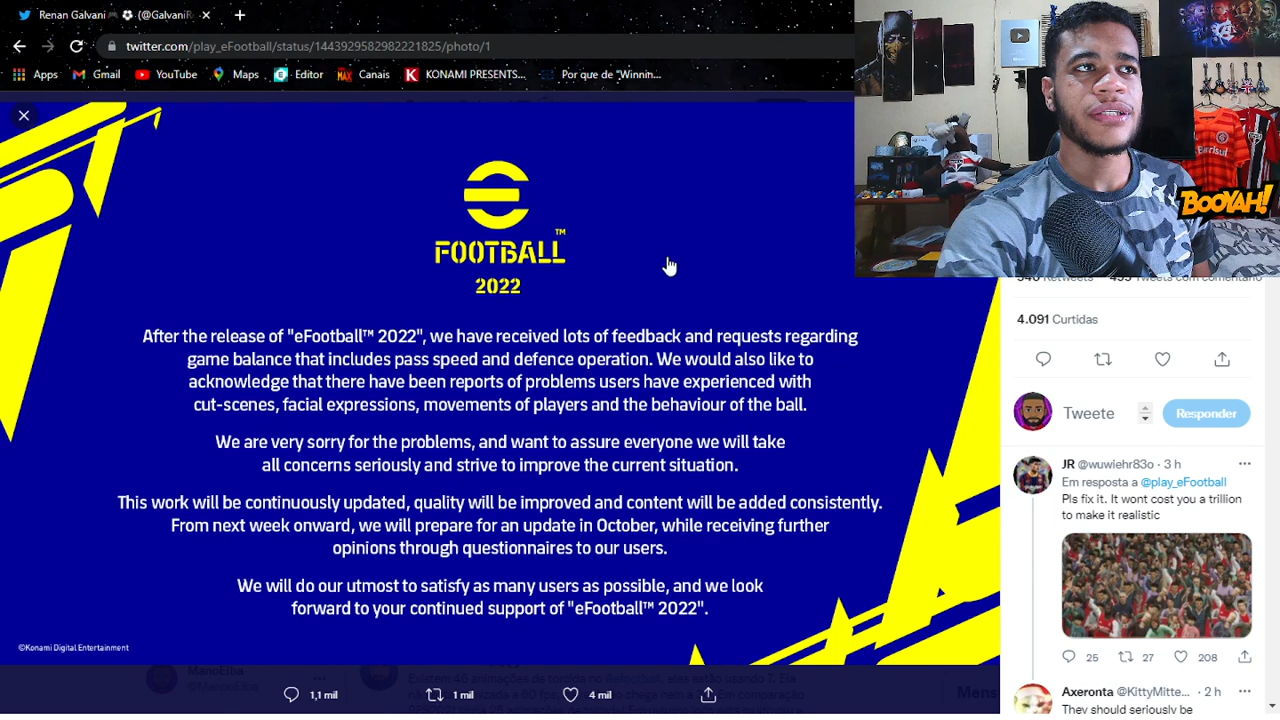 Renan Galvani (@GalvaniR
twitter.com/play_eFootball/status/1443929582982221825/photo/1
Apps
Gmail
YouTube
Maps
Editor
Canais
KONAMI PRESENTS...
Por que de "Winnin...
BOOYAH!
FOOTBALL™
2022
After the release of "eFootball™ 2022", we have received lots of feedback and requests regarding
game balance that includes pass speed and defence operation. We would also like to
acknowledge that there have been reports of problems users have experienced with
cut-scenes, facial expressions, movements of players and the behaviour of the ball.
We are very sorry for the problems, and want to assure everyone we will take
all concerns seriously and strive to improve the current situation.
This work will be continuously updated, quality will be improved and content will be added consistently.
From next week onward, we will prepare for an update in October, while receiving further
opinions through questionnaires to our users.
We will do our utmost to satisfy as many users as possible, and we look
forward to your continued support of "eFootball™ 2022".
©Konami Digital Entertainment
1,1 mil
1 mil
4 mil
4.091 Curtidas
Tweete
Responder
JR @wuwiehr83o · 3 h
Em resposta a @play_eFootball
Pls fix it. It wont cost you a trillion
to make it realistic
25 27 208
Axeronta @KittyMitte... · 2 h
They should seriously be